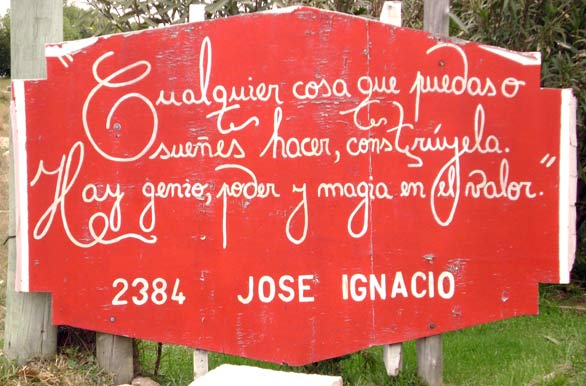 "Cualquier cosa que puedas o
sueñes hacer, constrúyela.
Hay genio, poder y magia en el valor."
2384 JOSE IGNACIO